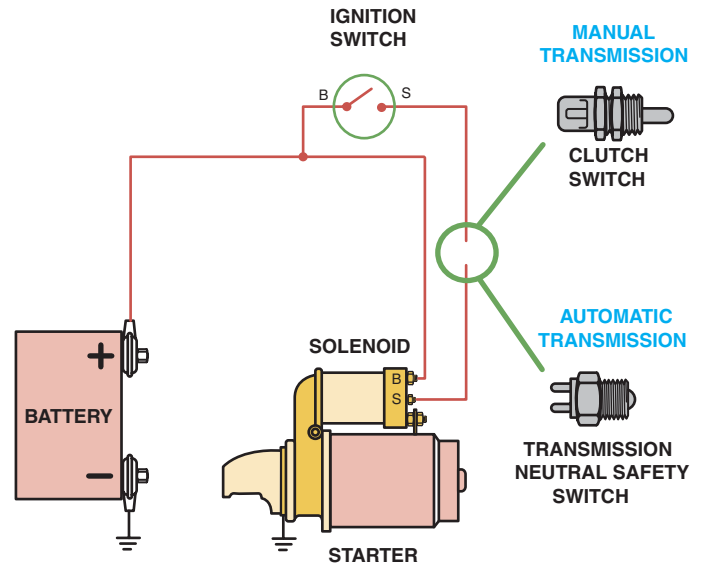 IGNITION
SWITCH
B
S
MANUAL
TRANSMISSION
CLUTCH
SWITCH
AUTOMATIC
TRANSMISSION
SOLENOID
B
S
+
BATTERY
−
TRANSMISSION
NEUTRAL SAFETY
SWITCH
STARTER